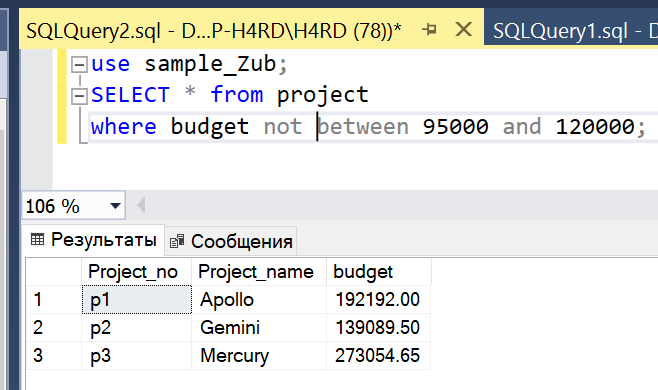 SQLQuery2.sql - D...P-H4RD\H4RD (78))* SQLQuery1.sql - D
use sample_Zub;
SELECT * from project
where budget not between 95000 and 120000;
106 %
Результаты Сообщения
Project_no Project_name budget
1 p1 Apollo 192192.00
2 p2 Gemini 139089.50
3 p3 Mercury 273054.65